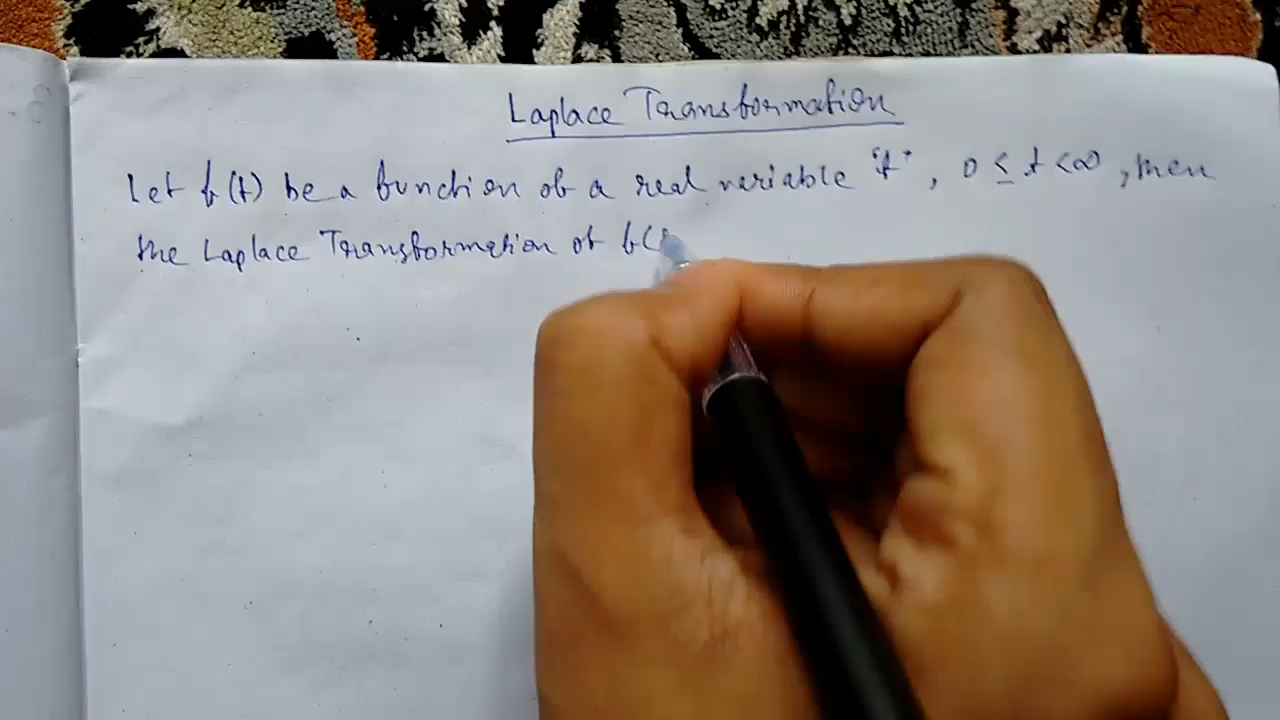 Laplace Transformation
Let f(t) be a function of a real variable 't', 0 ≤ t < ∞, then
the Laplace Transformation of f(